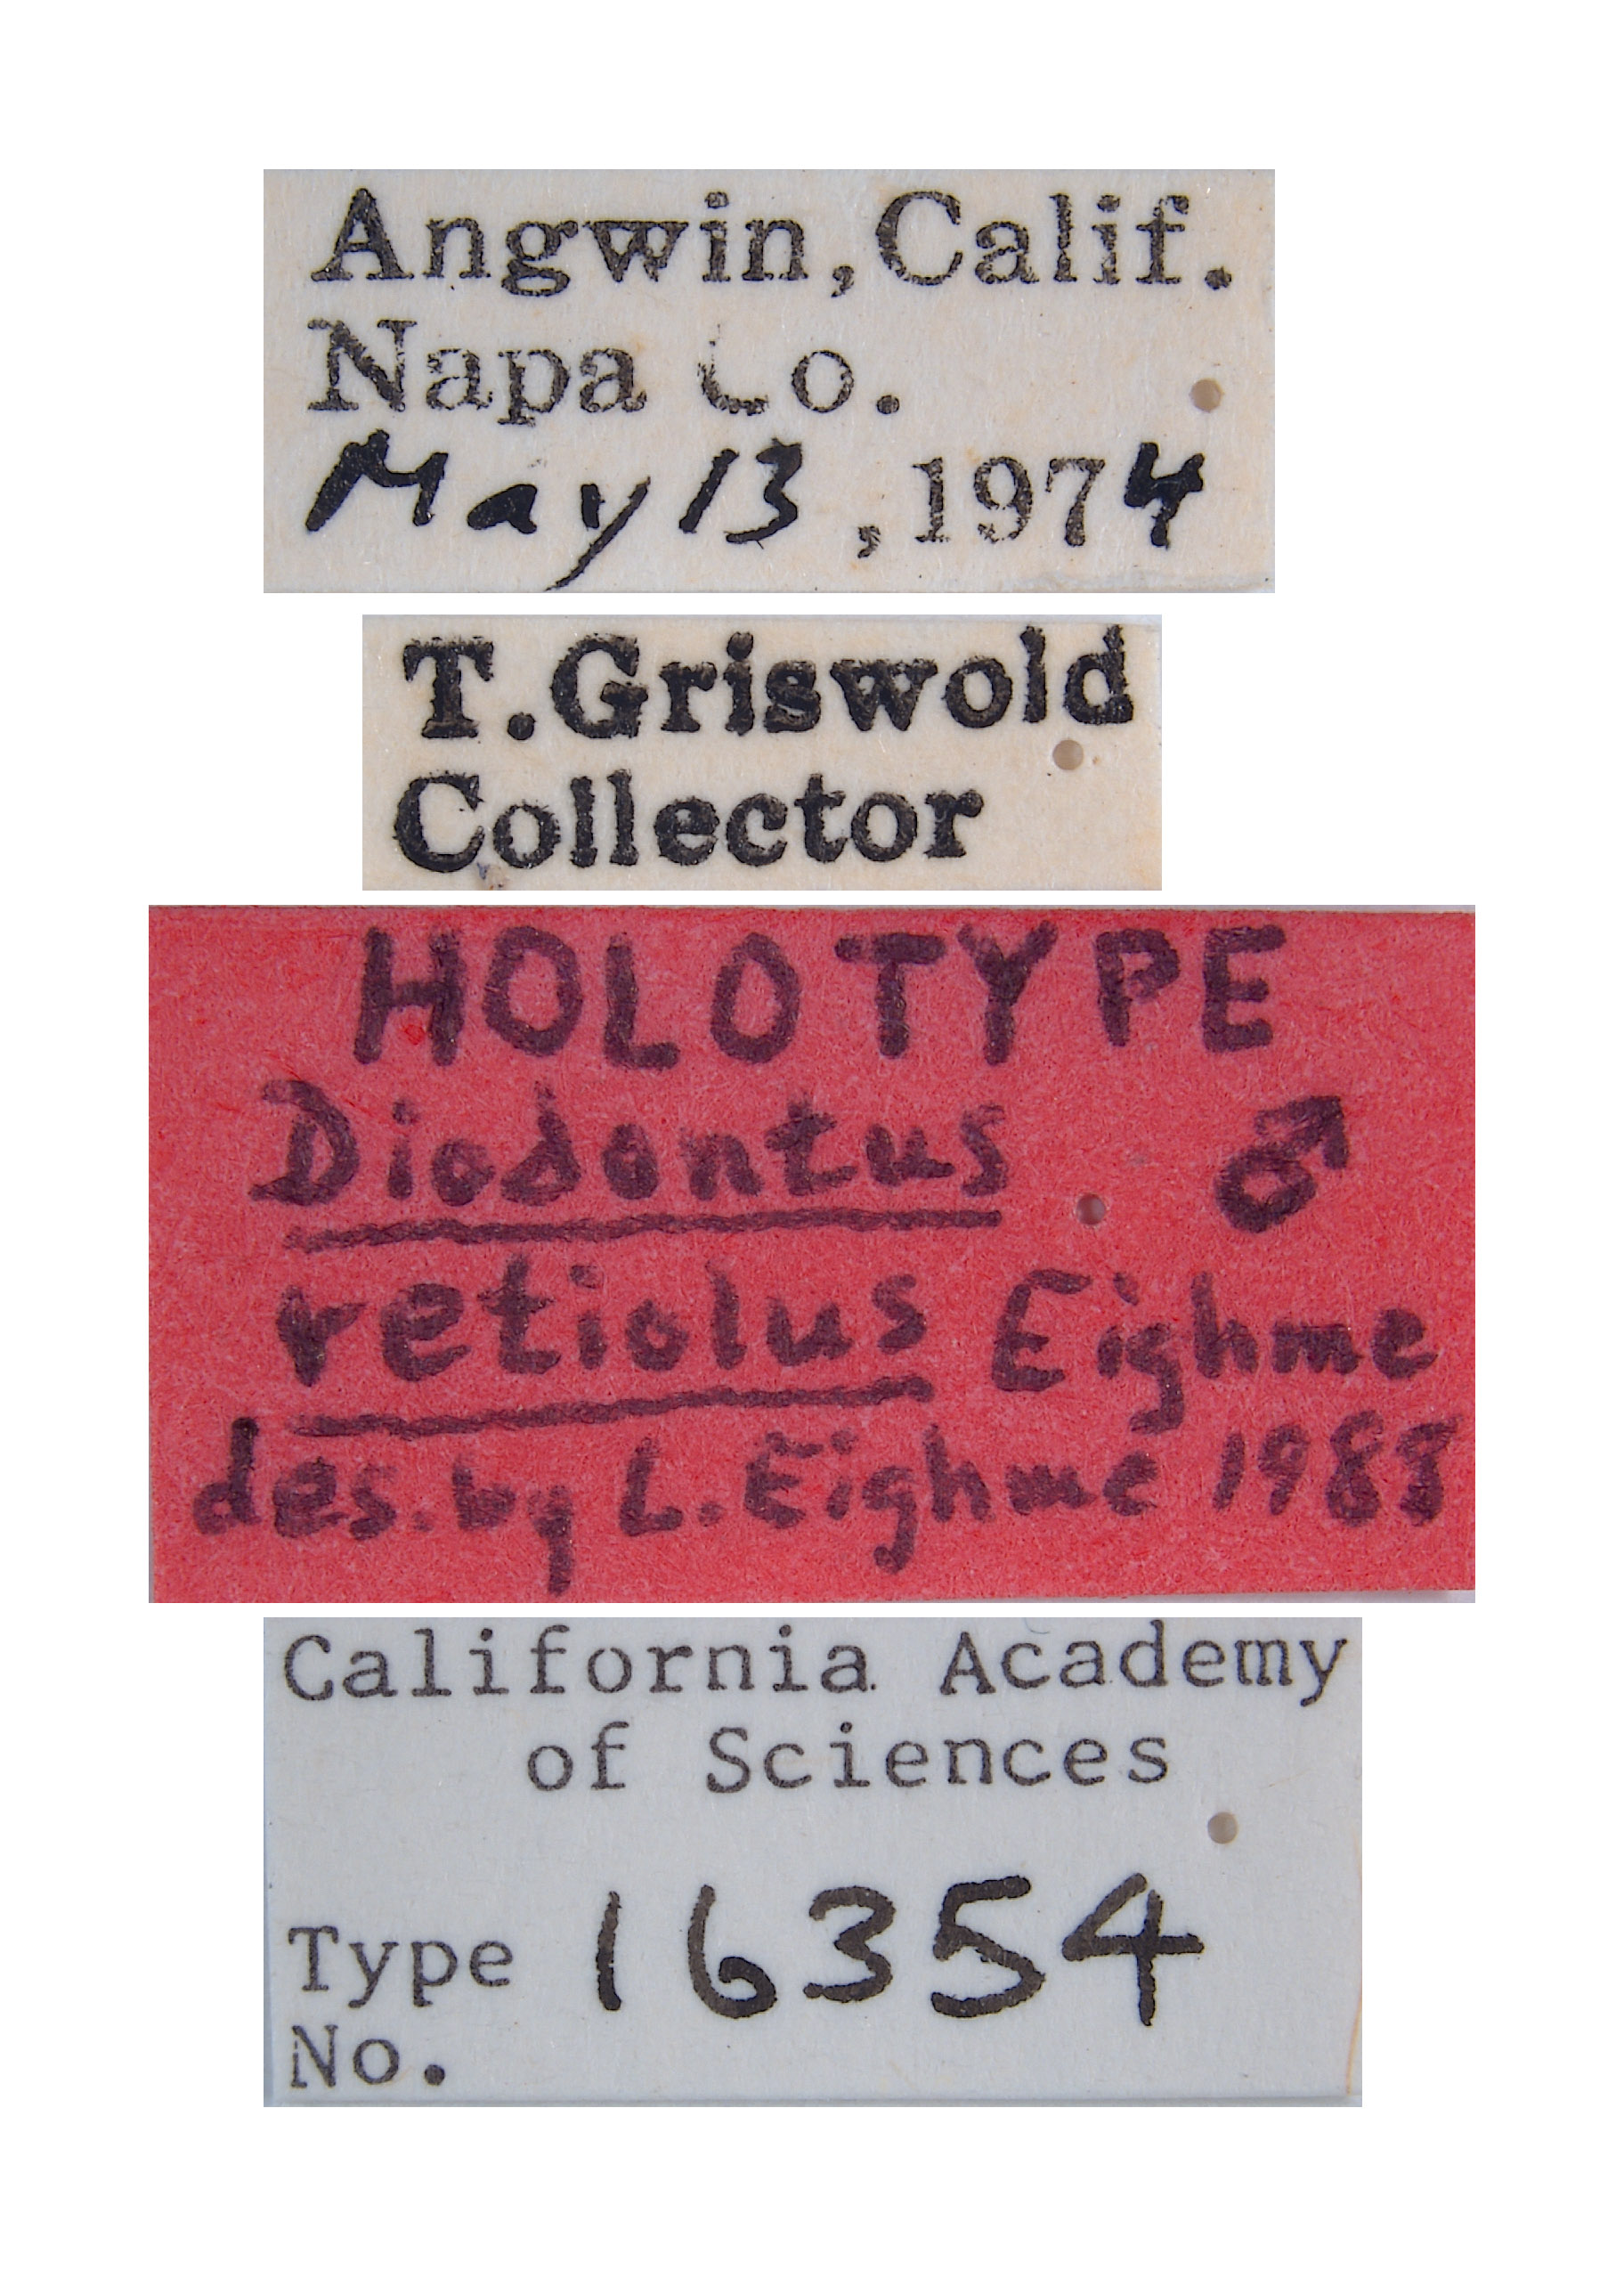 Angwin, Calif.
Napa Co.
May 13, 1974
T. Griswold
Collector
HOLOTYPE
Diodontus ♂
retiolus Eighme
des. by L. Eighme 1988
California Academy
of Sciences
Type 16354
No.